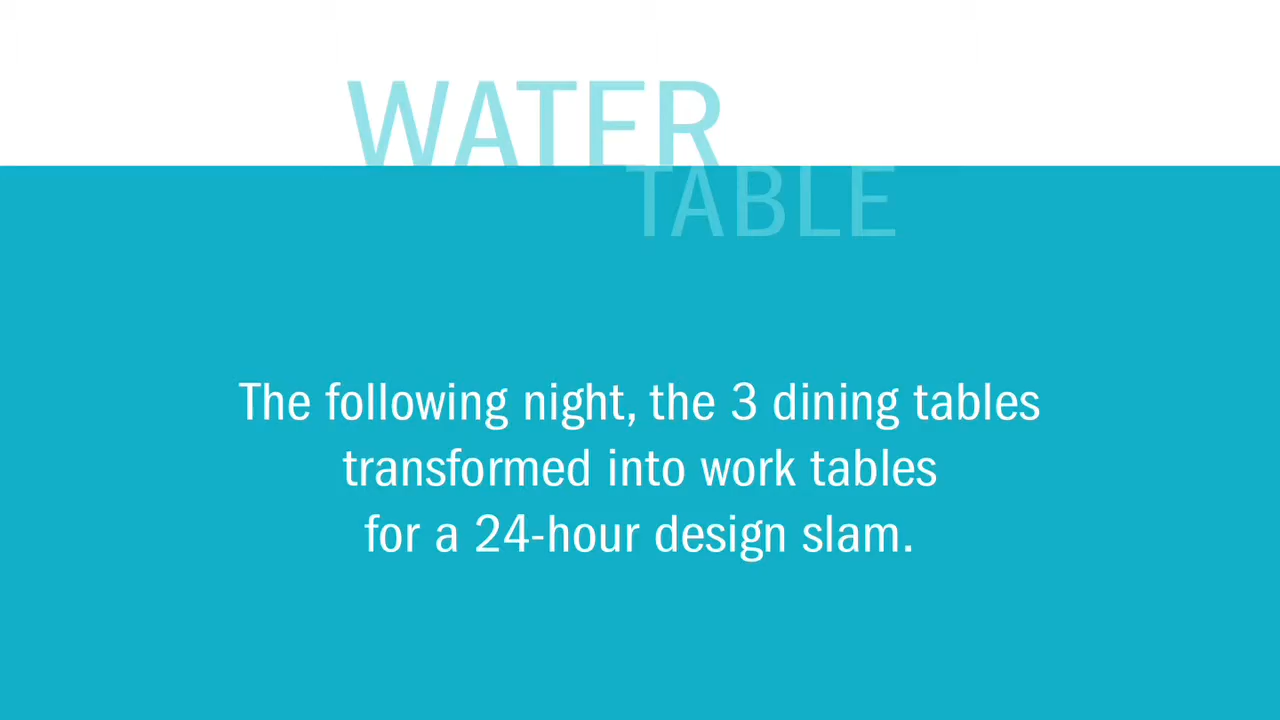 WATER
TABLE
The following night, the 3 dining tables
transformed into work tables
for a 24-hour design slam.